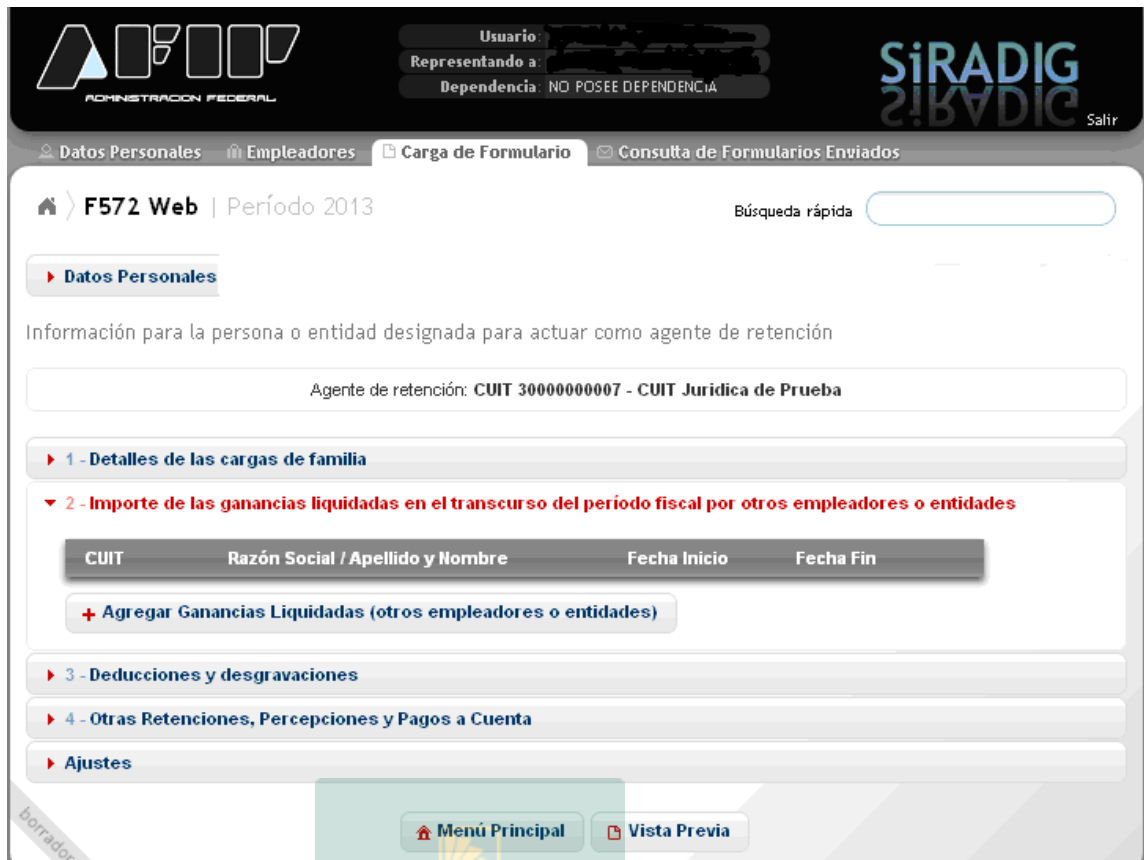 AFIP
ADMINISTRACION FEDERAL
Usuario:
Representando a:
Dependencia: NO POSEE DEPENDENCIA
SiRADIG
Salir
Datos Personales Empleadores Carga de Formulario Consulta de Formularios Enviados
F572 Web | Período 2013
Búsqueda rápida
Datos Personales
Información para la persona o entidad designada para actuar como agente de retención
Agente de retención: CUIT 30000000007 - CUIT Juridica de Prueba
1 - Detalles de las cargas de familia
2 - Importe de las ganancias liquidadas en el transcurso del período fiscal por otros empleadores o entidades
CUIT Razón Social / Apellido y Nombre Fecha Inicio Fecha Fin
+ Agregar Ganancias Liquidadas (otros empleadores o entidades)
3 - Deducciones y desgravaciones
4 - Otras Retenciones, Percepciones y Pagos a Cuenta
Ajustes
borrador
Menú Principal Vista Previa